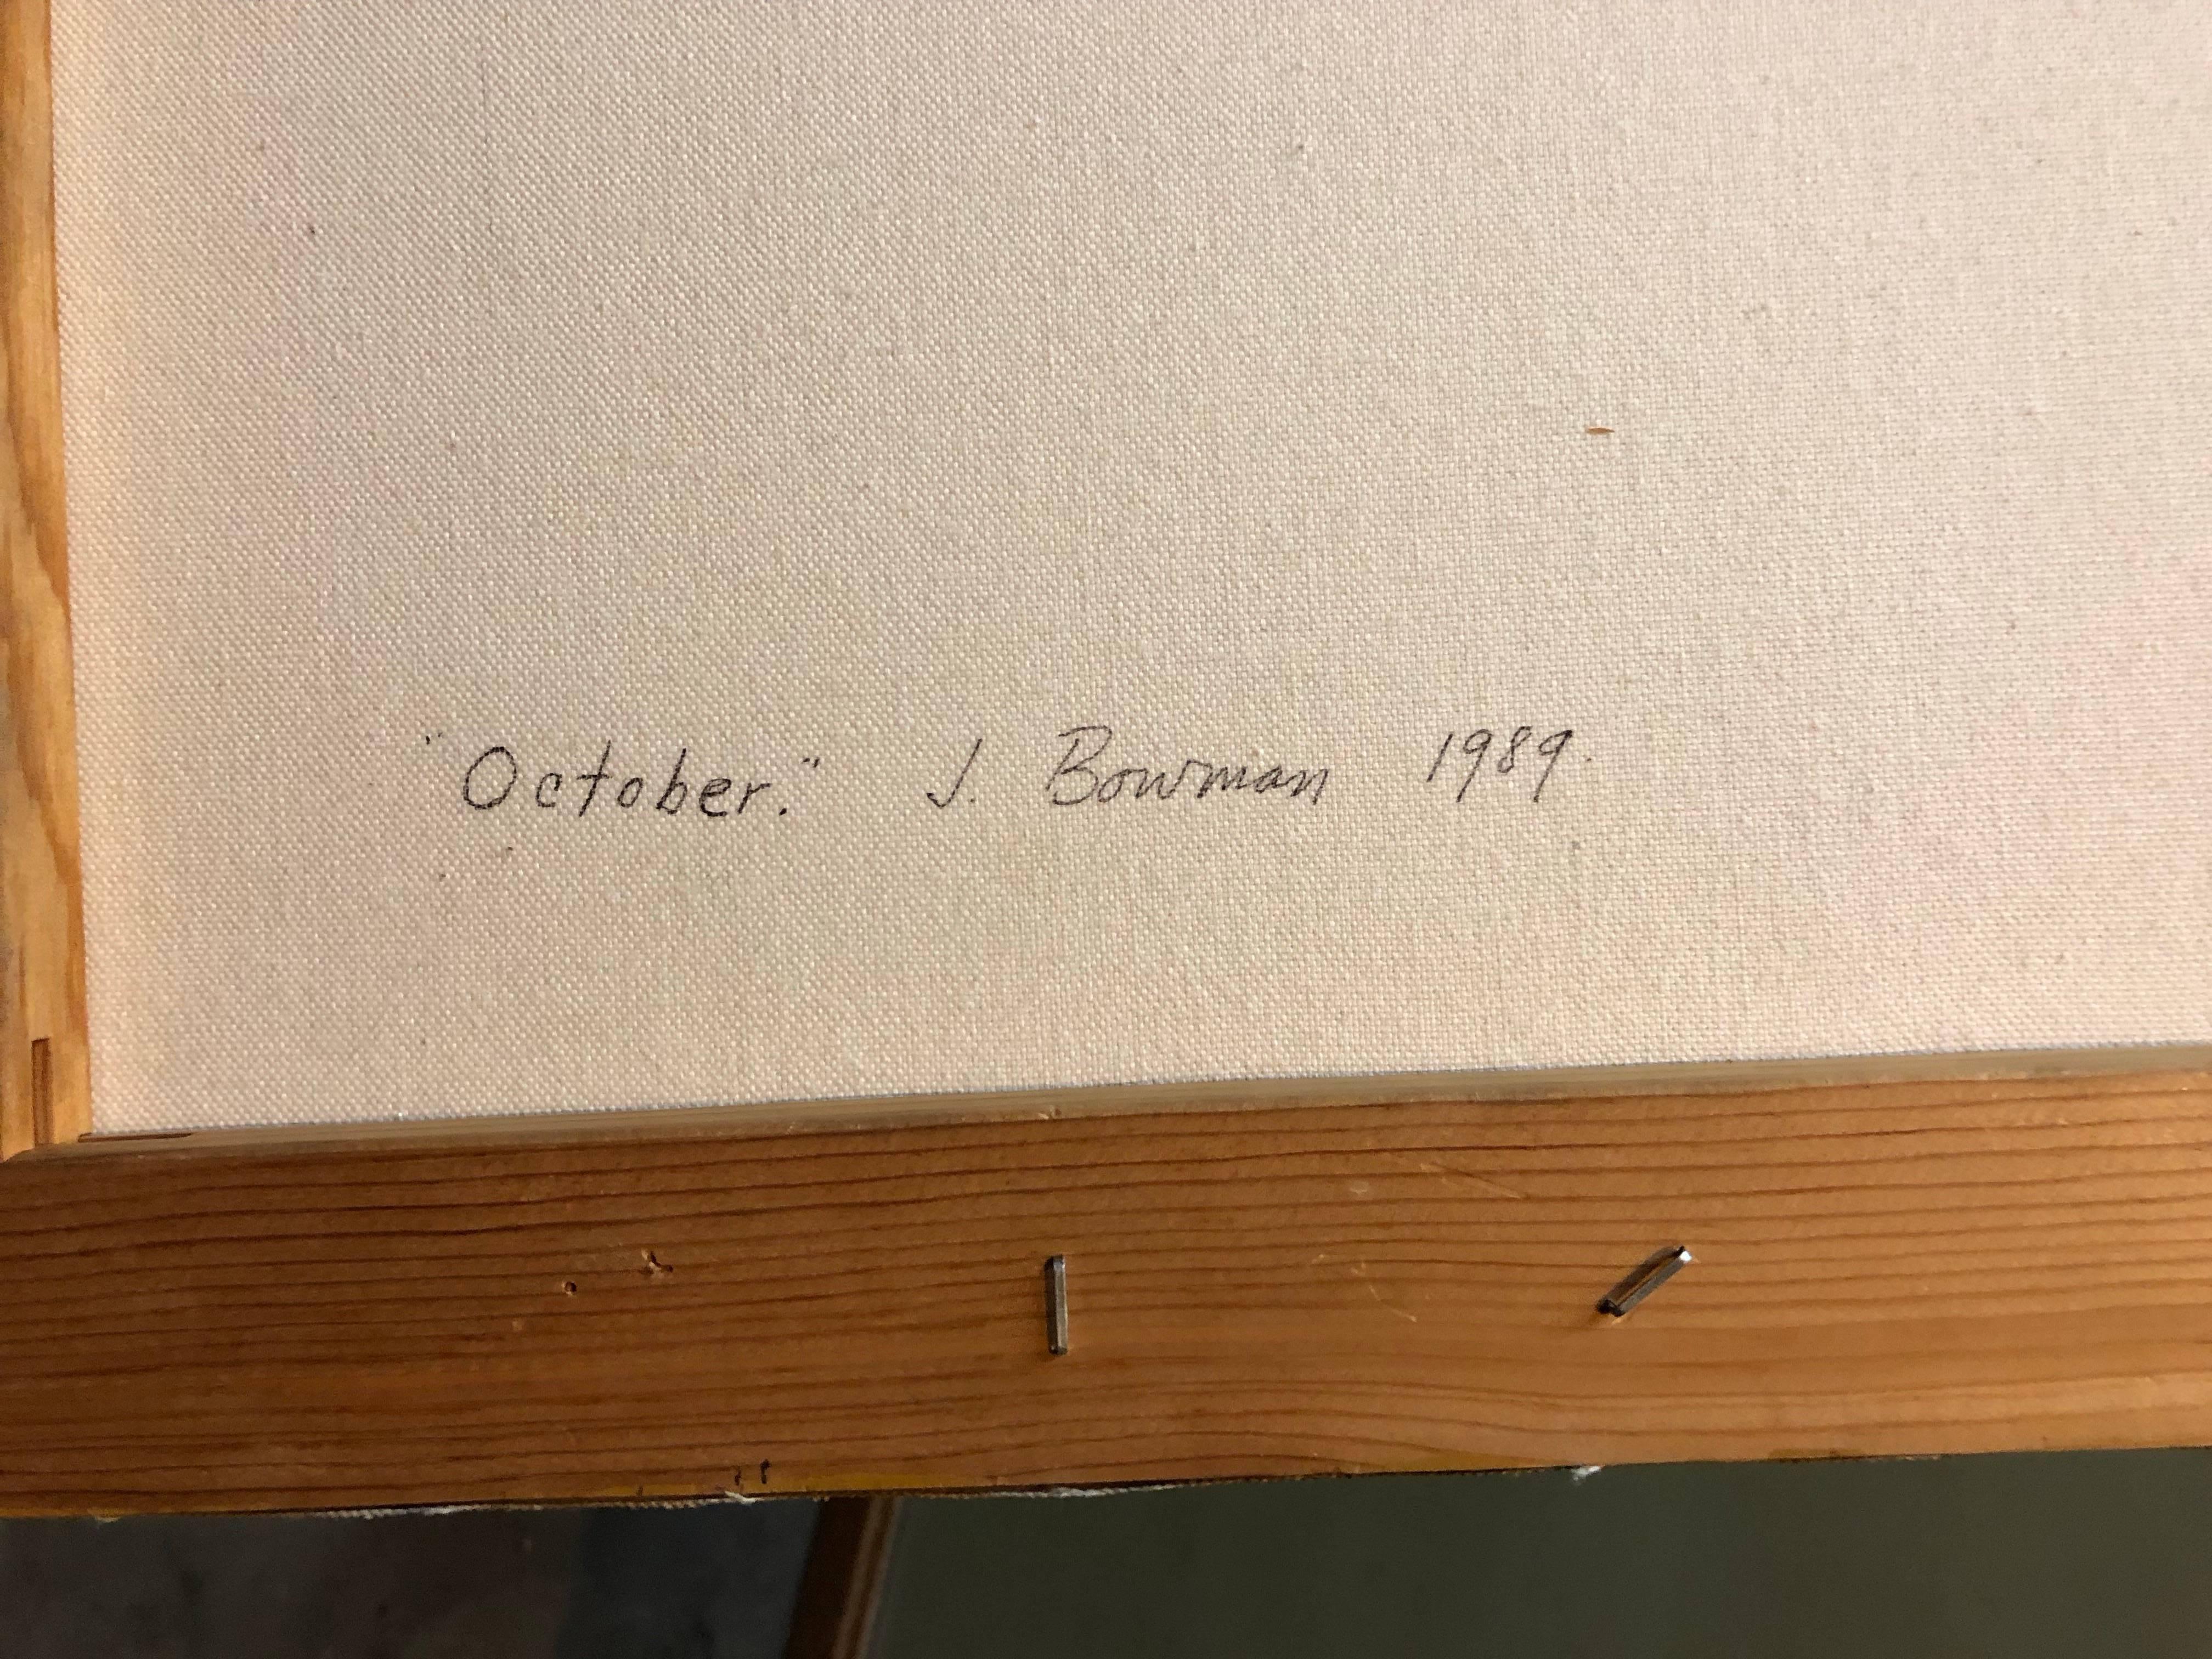 "October." J. Bowman 1989.